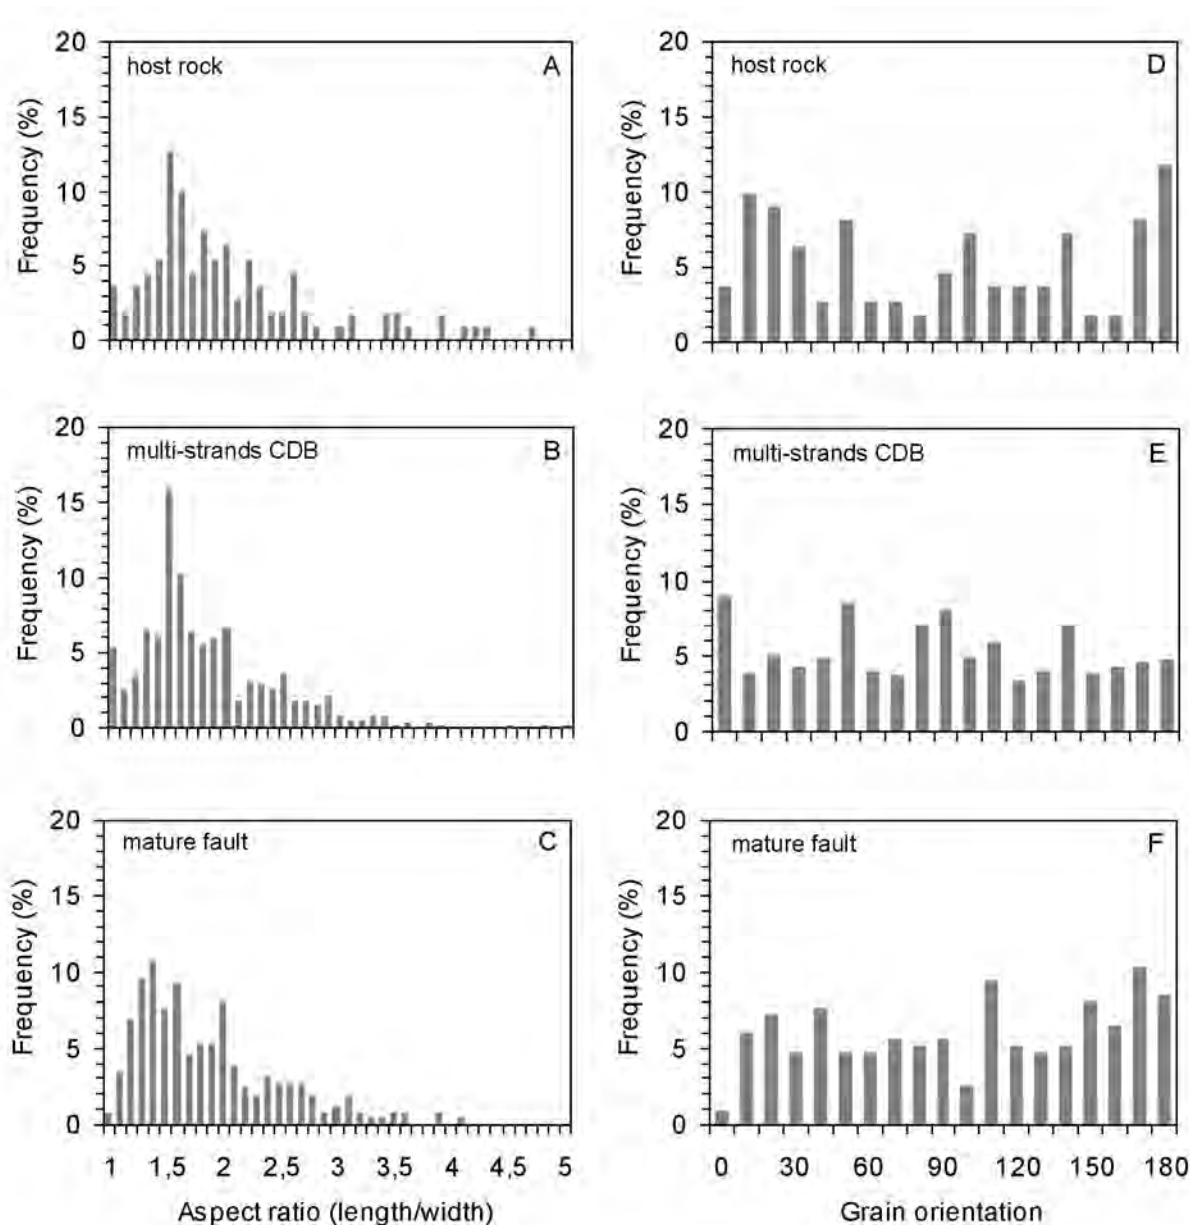 20
15
10
5
0
Frequency (%)
host rock
A
20
15
10
5
0
Frequency (%)
host rock
D
20
15
10
5
0
Frequency (%)
multi-strands CDB
B
20
15
10
5
0
Frequency (%)
multi-strands CDB
E
20
15
10
5
0
Frequency (%)
mature fault
C
1 1,5 2 2,5 3 3,5 4 4,5 5
Aspect ratio (length/width)
20
15
10
5
0
Frequency (%)
mature fault
F
0 30 60 90 120 150 180
Grain orientation